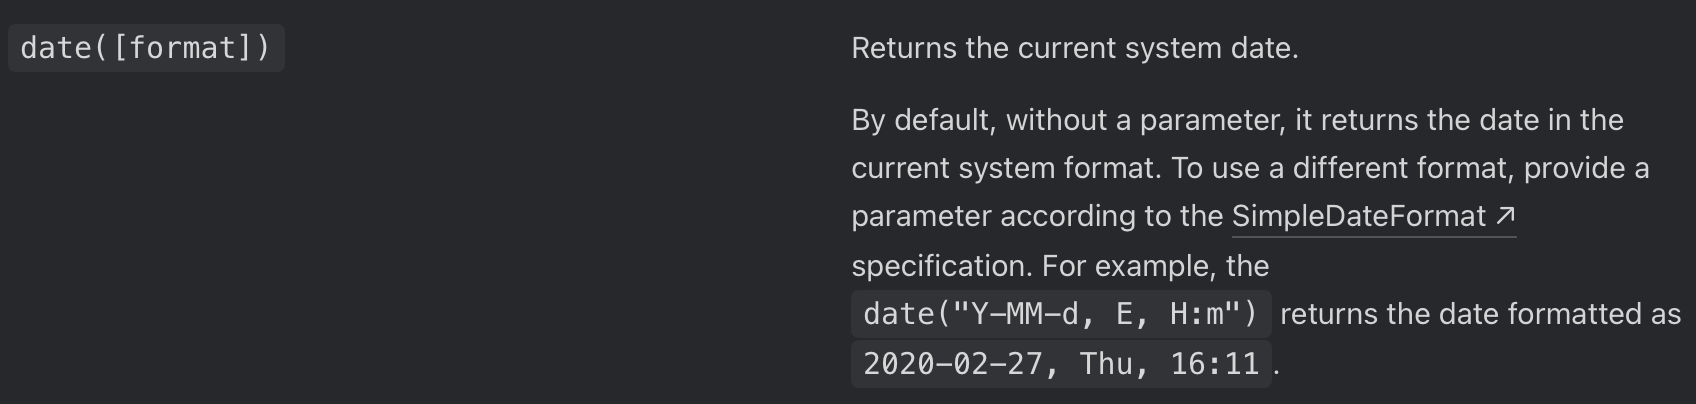 date([format])
Returns the current system date.
By default, without a parameter, it returns the date in the
current system format. To use a different format, provide a
parameter according to the SimpleDateFormat ↗
specification. For example, the
date("Y-MM-d, E, H:m") returns the date formatted as
2020-02-27, Thu, 16:11.